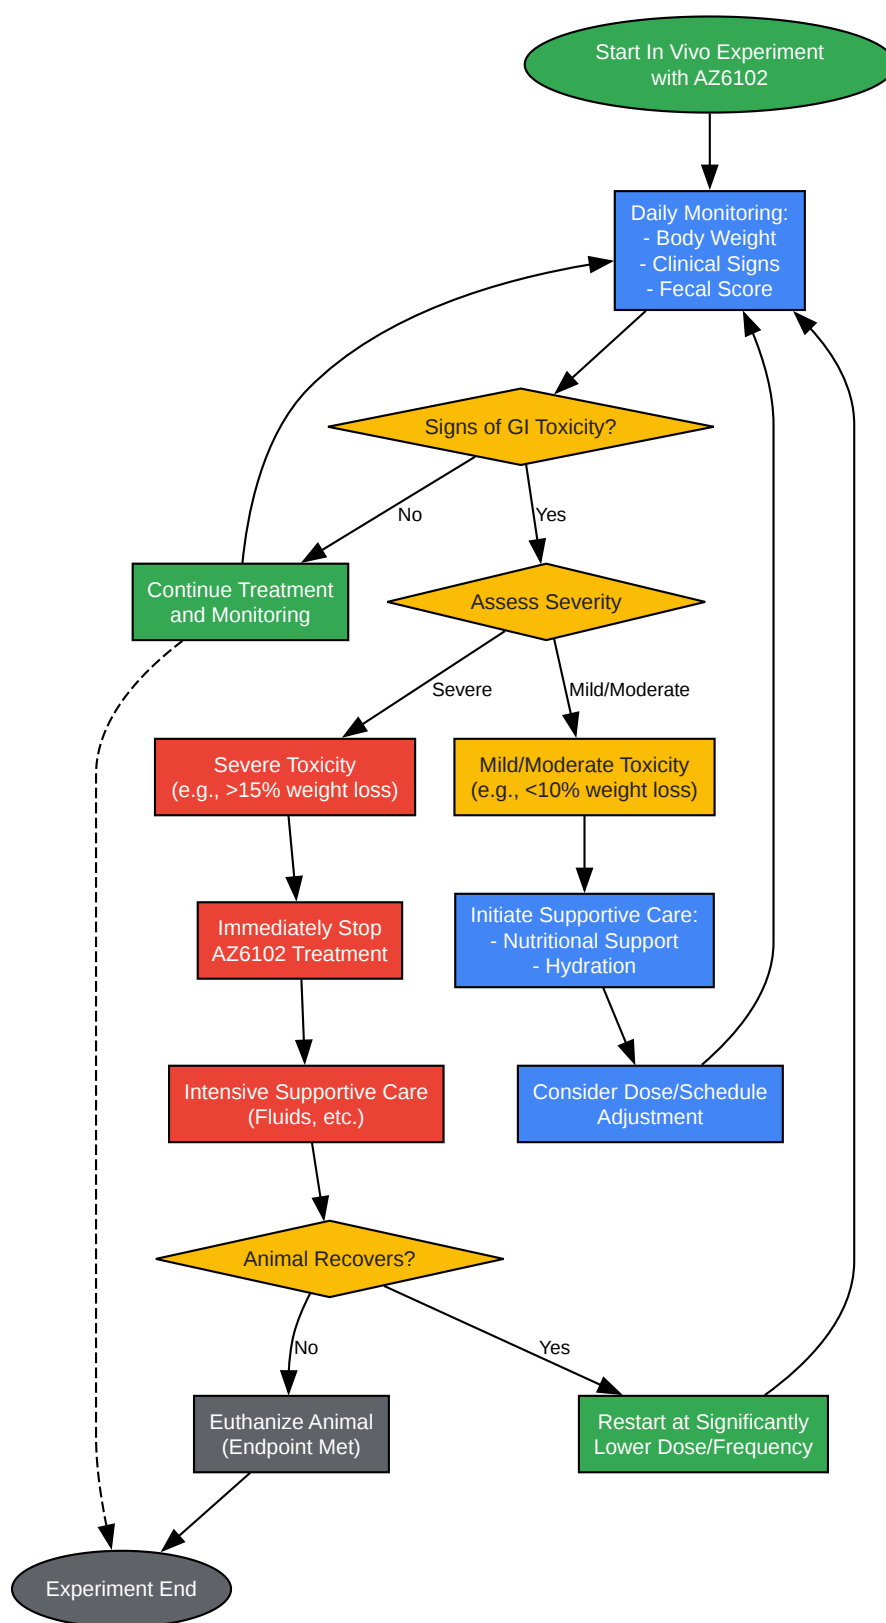 Start In Vivo Experiment
with AZ6102
Daily Monitoring:
- Body Weight
- Clinical Signs
- Fecal Score
Signs of GI Toxicity?
No
Yes
Continue Treatment
and Monitoring
Assess Severity
Severe
Mild/Moderate
Severe Toxicity
(e.g., >15% weight loss)
Mild/Moderate Toxicity
(e.g., <10% weight loss)
Immediately Stop
AZ6102 Treatment
Initiate Supportive Care:
- Nutritional Support
- Hydration
Intensive Supportive Care
(Fluids, etc.)
Consider Dose/Schedule
Adjustment
Animal Recovers?
No
Yes
Euthanize Animal
(Endpoint Met)
Restart at Significantly
Lower Dose/Frequency
Experiment End